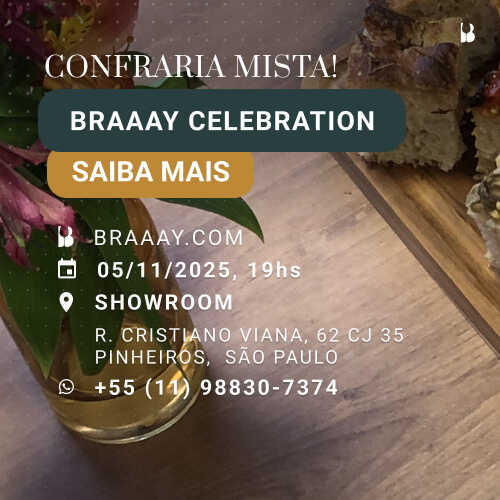 CONFRARIA MISTA!
BRAAAY CELEBRATION
SAIBA MAIS
BRAAAY.COM
05/11/2025, 19hs
SHOWROOM
R. CRISTIANO VIANA, 62 CJ 35
PINHEIROS, SÃO PAULO
+55 (11) 98830-7374